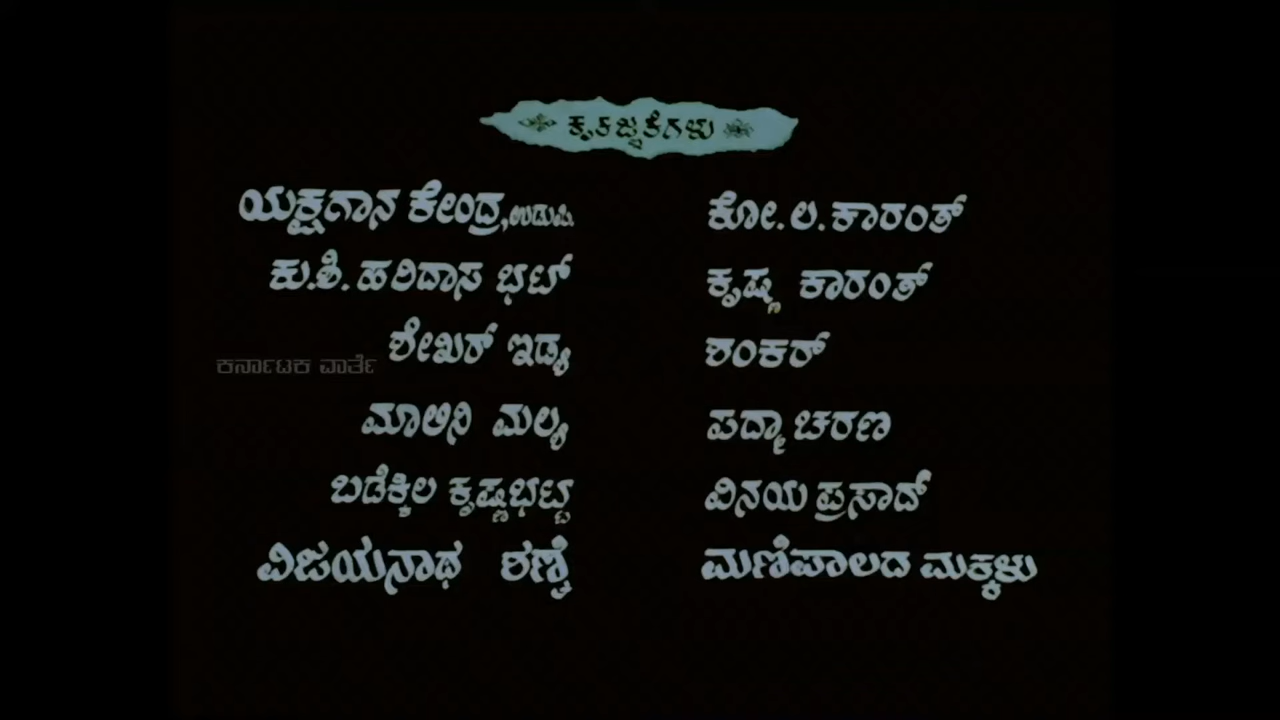 ಕೃತಜ್ಞತೆಗಳು
ಯಕ್ಷಗಾನ ಕೇಂದ್ರ, ಉಡುಪಿ.
ಕು.ಶಿ. ಹರಿದಾಸ ಭಟ್
ಶೇಖರ್ ಇಡ್ಯ
ಕರ್ನಾಟಕ ವಾರ್ತೆ
ಮಾಲಿನಿ ಮಲ್ಯ
ಬಡೆಕ್ಕಿಲ ಕೃಷ್ಣಭಟ್ಟ
ವಿಜಯನಾಥ ಶೆಣೈ
ಕೋ.ಲ.ಕಾರಂತ್
ಕೃಷ್ಣ ಕಾರಂತ್
ಶಂಕರ್
ಪದ್ಮಾ ಚರಣ
ವಿನಯ ಪ್ರಸಾದ್
ಮಣಿಪಾಲದ ಮಕ್ಕಳು